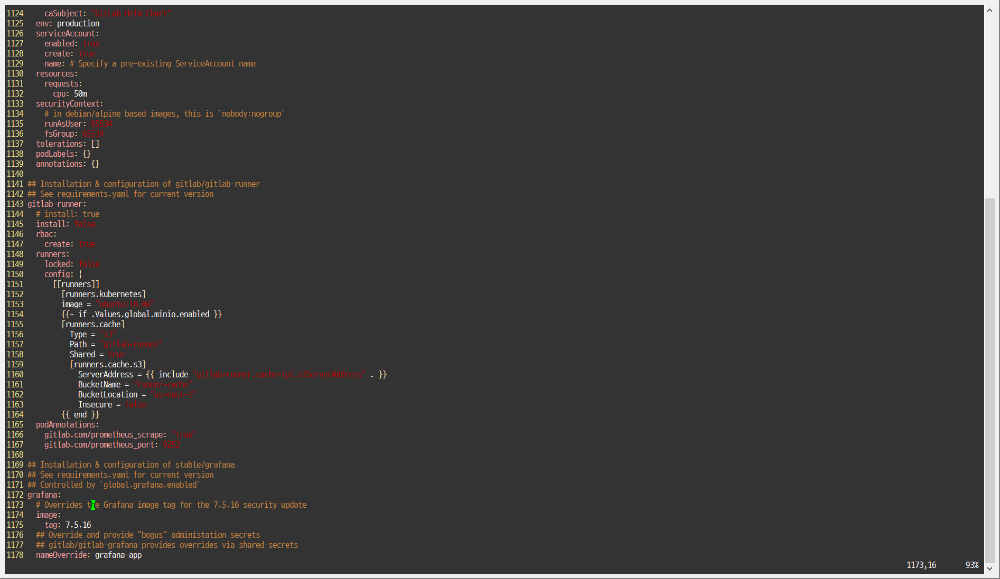 1124     caSubject: "GitLab Helm Chart"
1125   env: production
1126   serviceAccount:
1127     enabled: true
1128     create: true
1129     name: # Specify a pre-existing ServiceAccount name
1130   resources:
1131     requests:
1132       cpu: 50m
1133   securityContext:
1134     # in debian/alpine based images, this is `nobody:nogroup`
1135     runAsUser: 65534
1136     fsGroup: 65534
1137   tolerations: []
1138   podLabels: {}
1139   annotations: {}
1140
1141 ## Installation & configuration of gitlab/gitlab-runner
1142 ## See requirements.yaml for current version
1143 gitlab-runner:
1144   # install: true
1145   install: false
1146   rbac:
1147     create: true
1148   runners:
1149     locked: false
1150     config: |
1151       [[runners]]
1152         [runners.kubernetes]
1153         image = "ubuntu:18.04"
1154         {{- if .Values.global.minio.enabled }}
1155         [runners.cache]
1156           Type = "s3"
1157           Path = "gitlab-runner"
1158           Shared = true
1159           [runners.cache.s3]
1160             ServerAddress = {{ include "gitlab-runner.cache-tpl.s3ServerAddress" . }}
1161             BucketName = "runner-cache"
1162             BucketLocation = "us-east-1"
1163             Insecure = false
1164         {{ end }}
1165   podAnnotations:
1166     gitlab.com/prometheus_scrape: "true"
1167     gitlab.com/prometheus_port: 9252
1168
1169 ## Installation & configuration of stable/grafana
1170 ## See requirements.yaml for current version
1171 ## Controlled by `global.grafana.enabled`
1172 grafana:
1173   # Overrides the Grafana image tag for the 7.5.16 security update
1174   image:
1175     tag: 7.5.16
1176   ## Override and provide "bogus" administation secrets
1177   ## gitlab/gitlab-grafana provides overrides via shared-secrets
1178   nameOverride: grafana-app
1173,16 93%